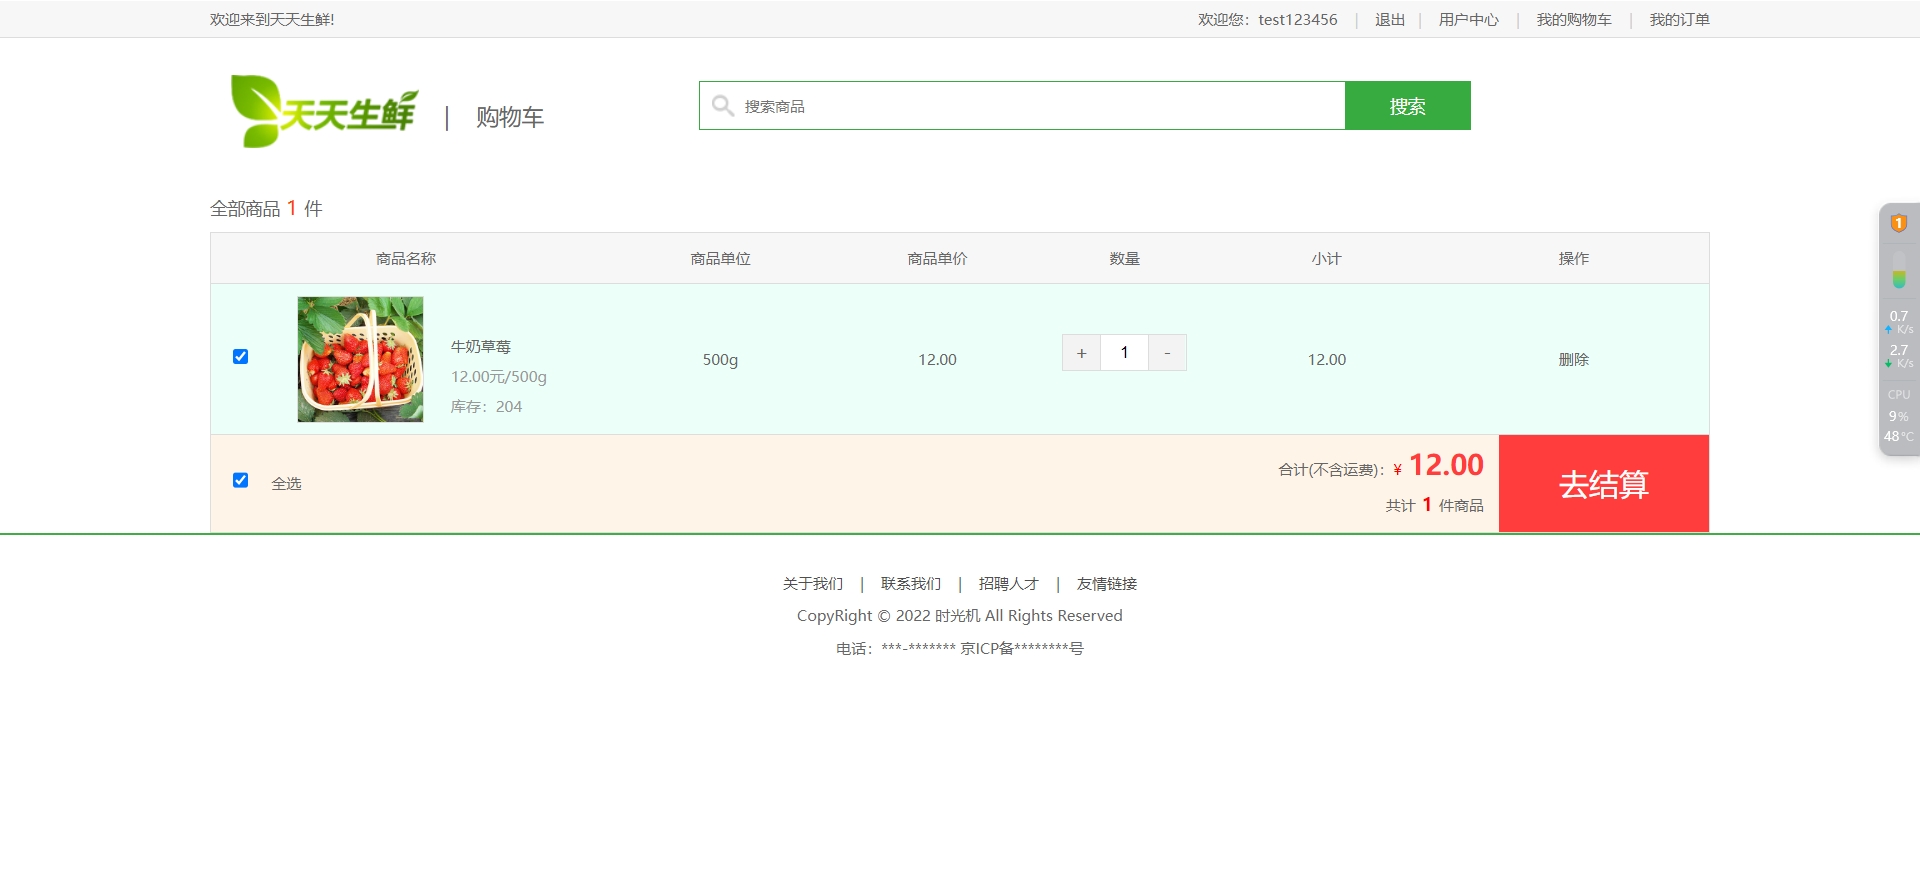 欢迎来到天天生鲜!
欢迎您：test123456 | 退出 | 用户中心 | 我的购物车 | 我的订单
天天生鲜 | 购物车
搜索商品 搜索
全部商品 1 件
商品名称 商品单位 商品单价 数量 小计 操作
牛奶草莓
12.00元/500g
库存：204
500g 12.00 + 1 - 12.00 删除
全选
合计(不含运费)：¥ 12.00
共计 1 件商品
去结算
关于我们 | 联系我们 | 招聘人才 | 友情链接
CopyRight © 2022 时光机 All Rights Reserved
电话：***-******* 京ICP备********号
1
0.7
K/s
2.7
K/s
CPU
9%
48°C